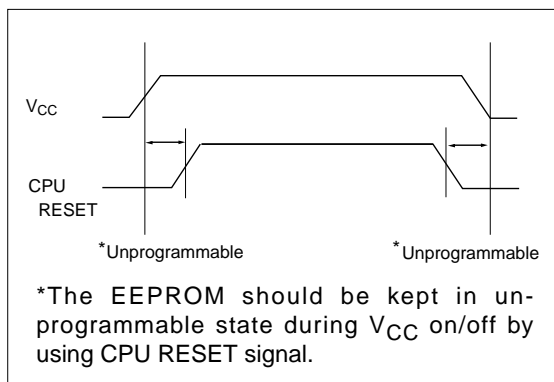 VCC
CPU
RESET
*Unprogrammable
*Unprogrammable
*The EEPROM should be kept in un-
programmable state during VCC on/off by
using CPU RESET signal.